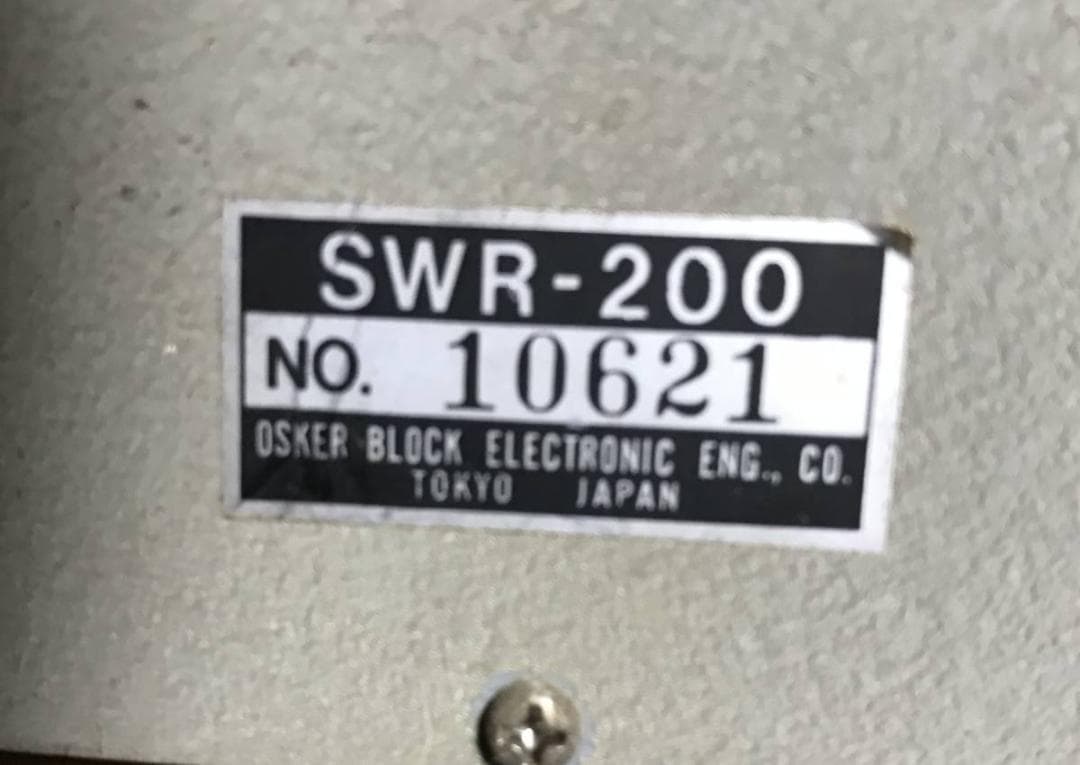 SWR-200
NO. 10621
OSKER BLOCK ELECTRONIC ENG., CO.
TOKYO JAPAN